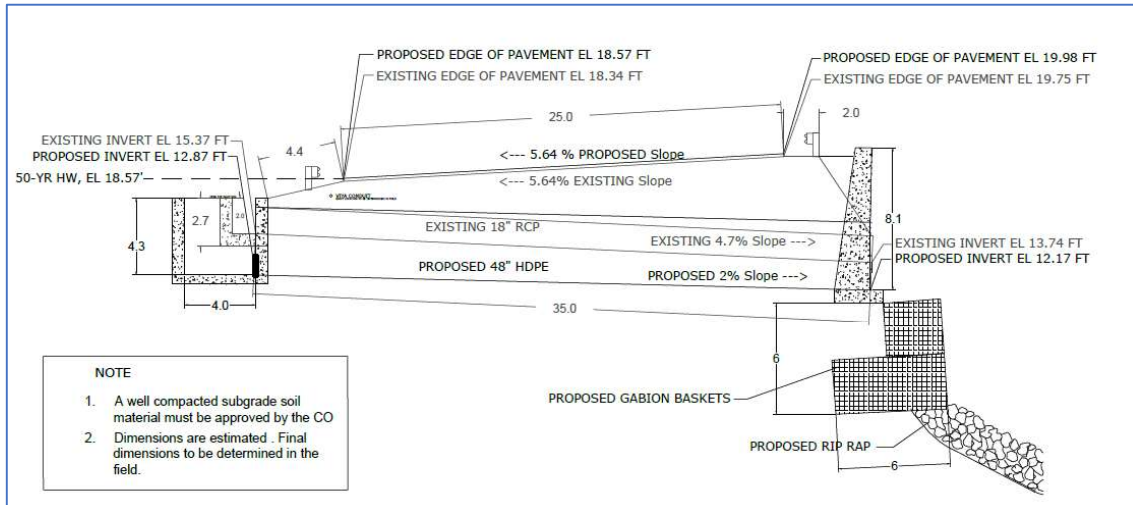 PROPOSED EDGE OF PAVEMENT EL 18.57 FT
EXISTING EDGE OF PAVEMENT EL 18.34 FT
PROPOSED EDGE OF PAVEMENT EL 19.98 FT
EXISTING EDGE OF PAVEMENT EL 19.75 FT
25.0
2.0
EXISTING INVERT EL 15.37 FT
PROPOSED INVERT EL 12.87 FT
4.4
50-YR HW, EL 18.57'
<--- 5.64 % PROPOSED Slope
<--- 5.64% EXISTING Slope
2.7
2.0
4.3
EXISTING 18" RCP
EXISTING 4.7% Slope --->
8.1
EXISTING INVERT EL 13.74 FT
PROPOSED INVERT EL 12.17 FT
PROPOSED 48" HDPE
PROPOSED 2% Slope --->
4.0
35.0
6
PROPOSED GABION BASKETS
PROPOSED RIP RAP
6
NOTE
1. A well compacted subgrade soil
material must be approved by the CO
2. Dimensions are estimated . Final
dimensions to be determined in the
field.